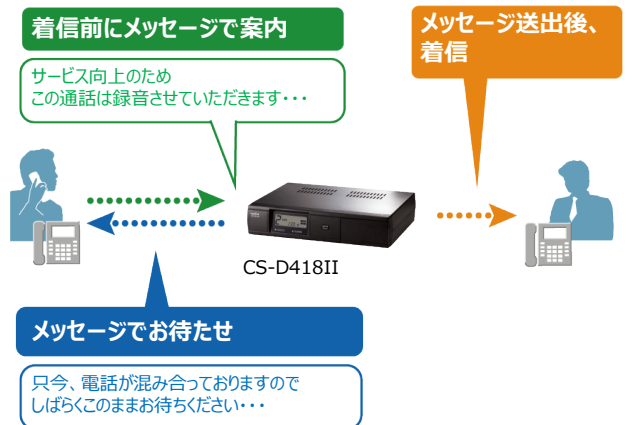 着信前にメッセージで案内
サービス向上のため
この通話は録音させていただきます・・・
メッセージ送出後、
着信
CS-D418II
メッセージでお待たせ
只今、電話が混み合っておりますので
しばらくこのままお待ちください・・・